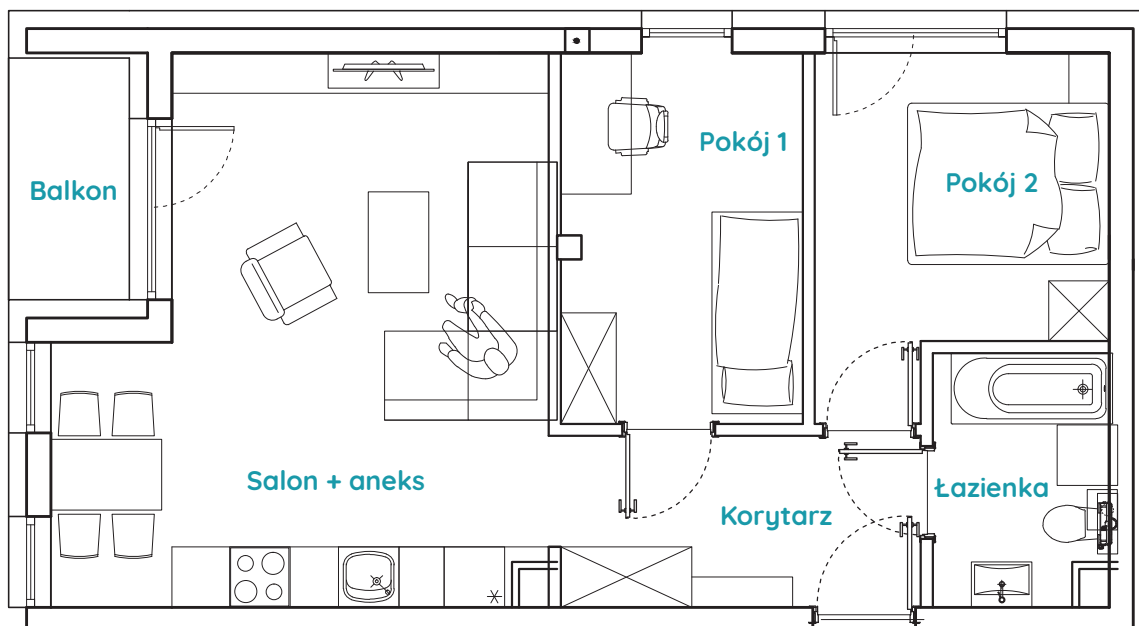 Pokój 1
Pokój 2
Balkon
Salon + aneks
Łazienka
Korytarz